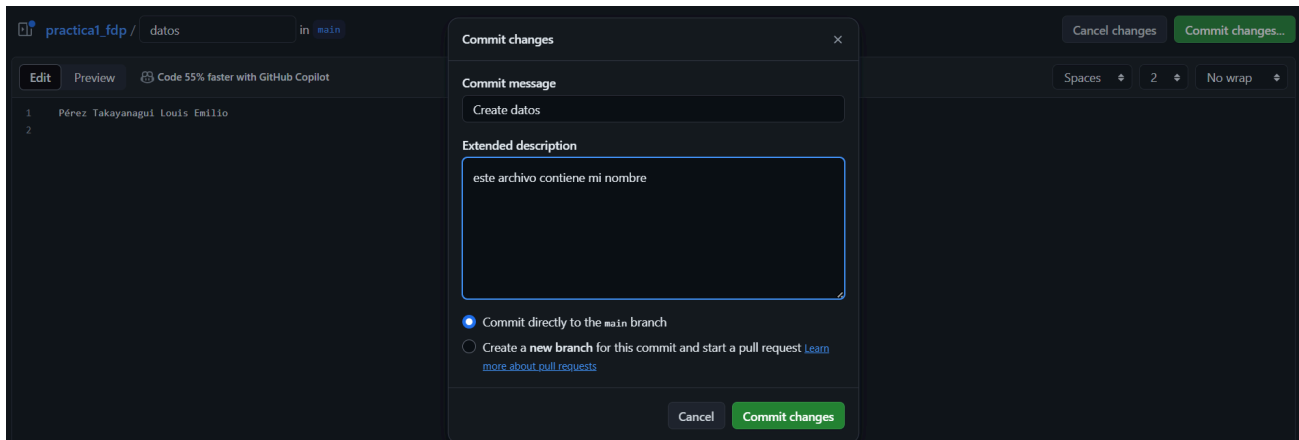 practica1_fdp / datos in main
Cancel changes Commit changes...
Edit Preview Code 55% faster with GitHub Copilot
Spaces 2 No wrap
1 Pérez Takayanagui Louis Emilio
2
Commit changes
Commit message
Create datos
Extended description
este archivo contiene mi nombre
Commit directly to the main branch
Create a new branch for this commit and start a pull request Learn
more about pull requests
Cancel Commit changes